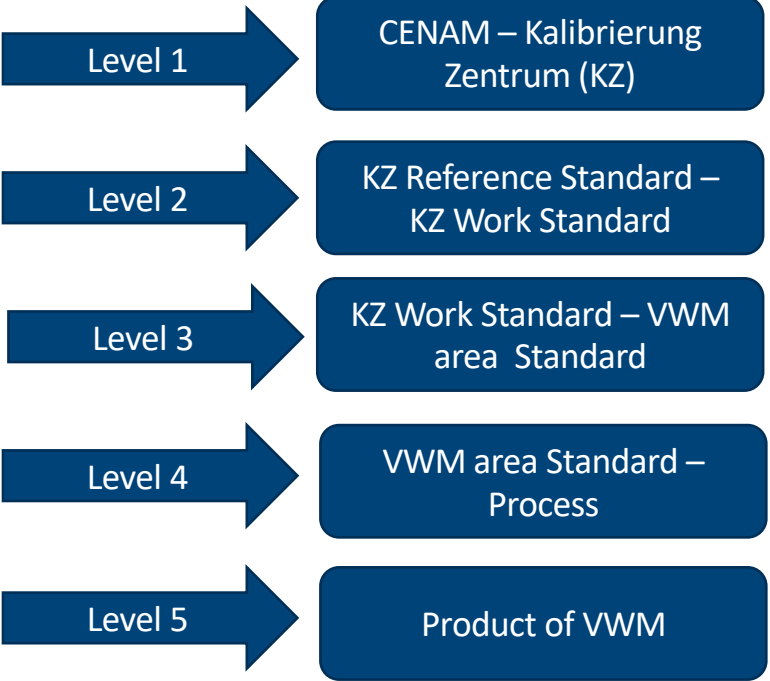 Level 1
CENAM – Kalibrierung
Zentrum (KZ)
Level 2
KZ Reference Standard –
KZ Work Standard
Level 3
KZ Work Standard – VWM
area Standard
Level 4
VWM area Standard –
Process
Level 5
Product of VWM